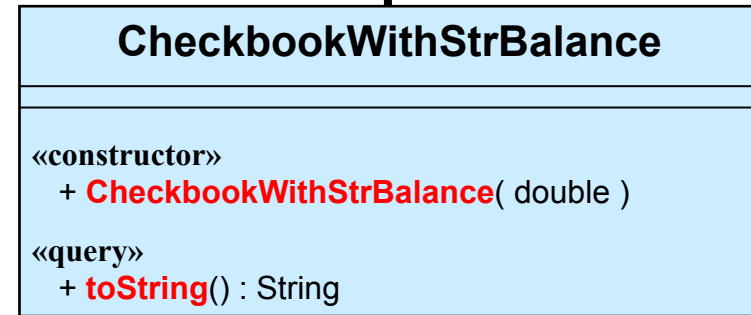 CheckbookWithStrBalance
«constructor»
+ CheckbookWithStrBalance( double )
«query»
+ toString() : String